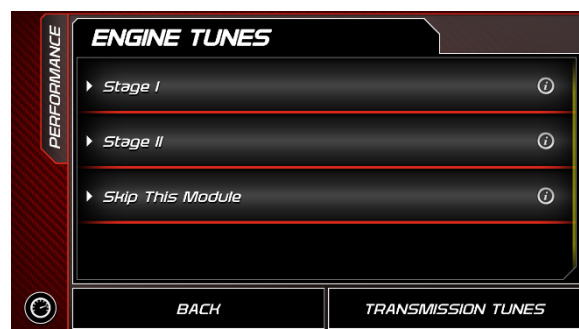 PERFORMANCE
ENGINE TUNES
Stage I
Stage II
Skip This Module
BACK
TRANSMISSION TUNES